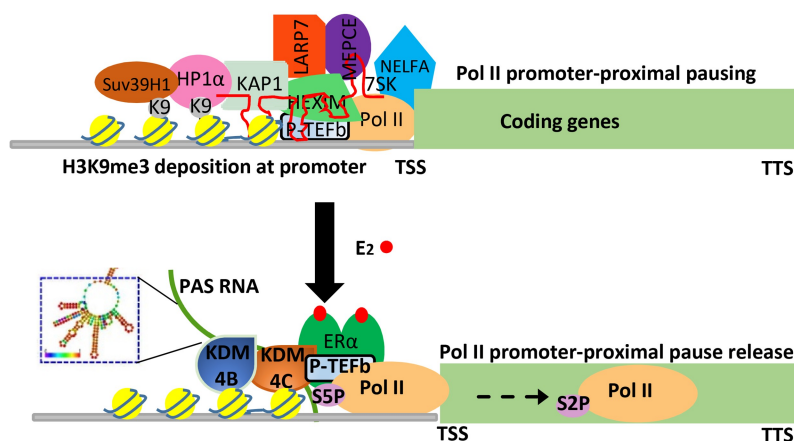 LARP7
MEPCE
NELFA
Suv39H1
HP1α
KAP1
7SK
Pol II promoter-proximal pausing
K9
K9
HEXIM
P-TEFb
Pol II
Coding genes
H3K9me3 deposition at promoter
TSS
TTS
E2
PAS RNA
ERα
KDM
4B
KDM
4C
P-TEFb
Pol II
S5P
Pol II promoter-proximal pause release
S2P
Pol II
TSS
TTS